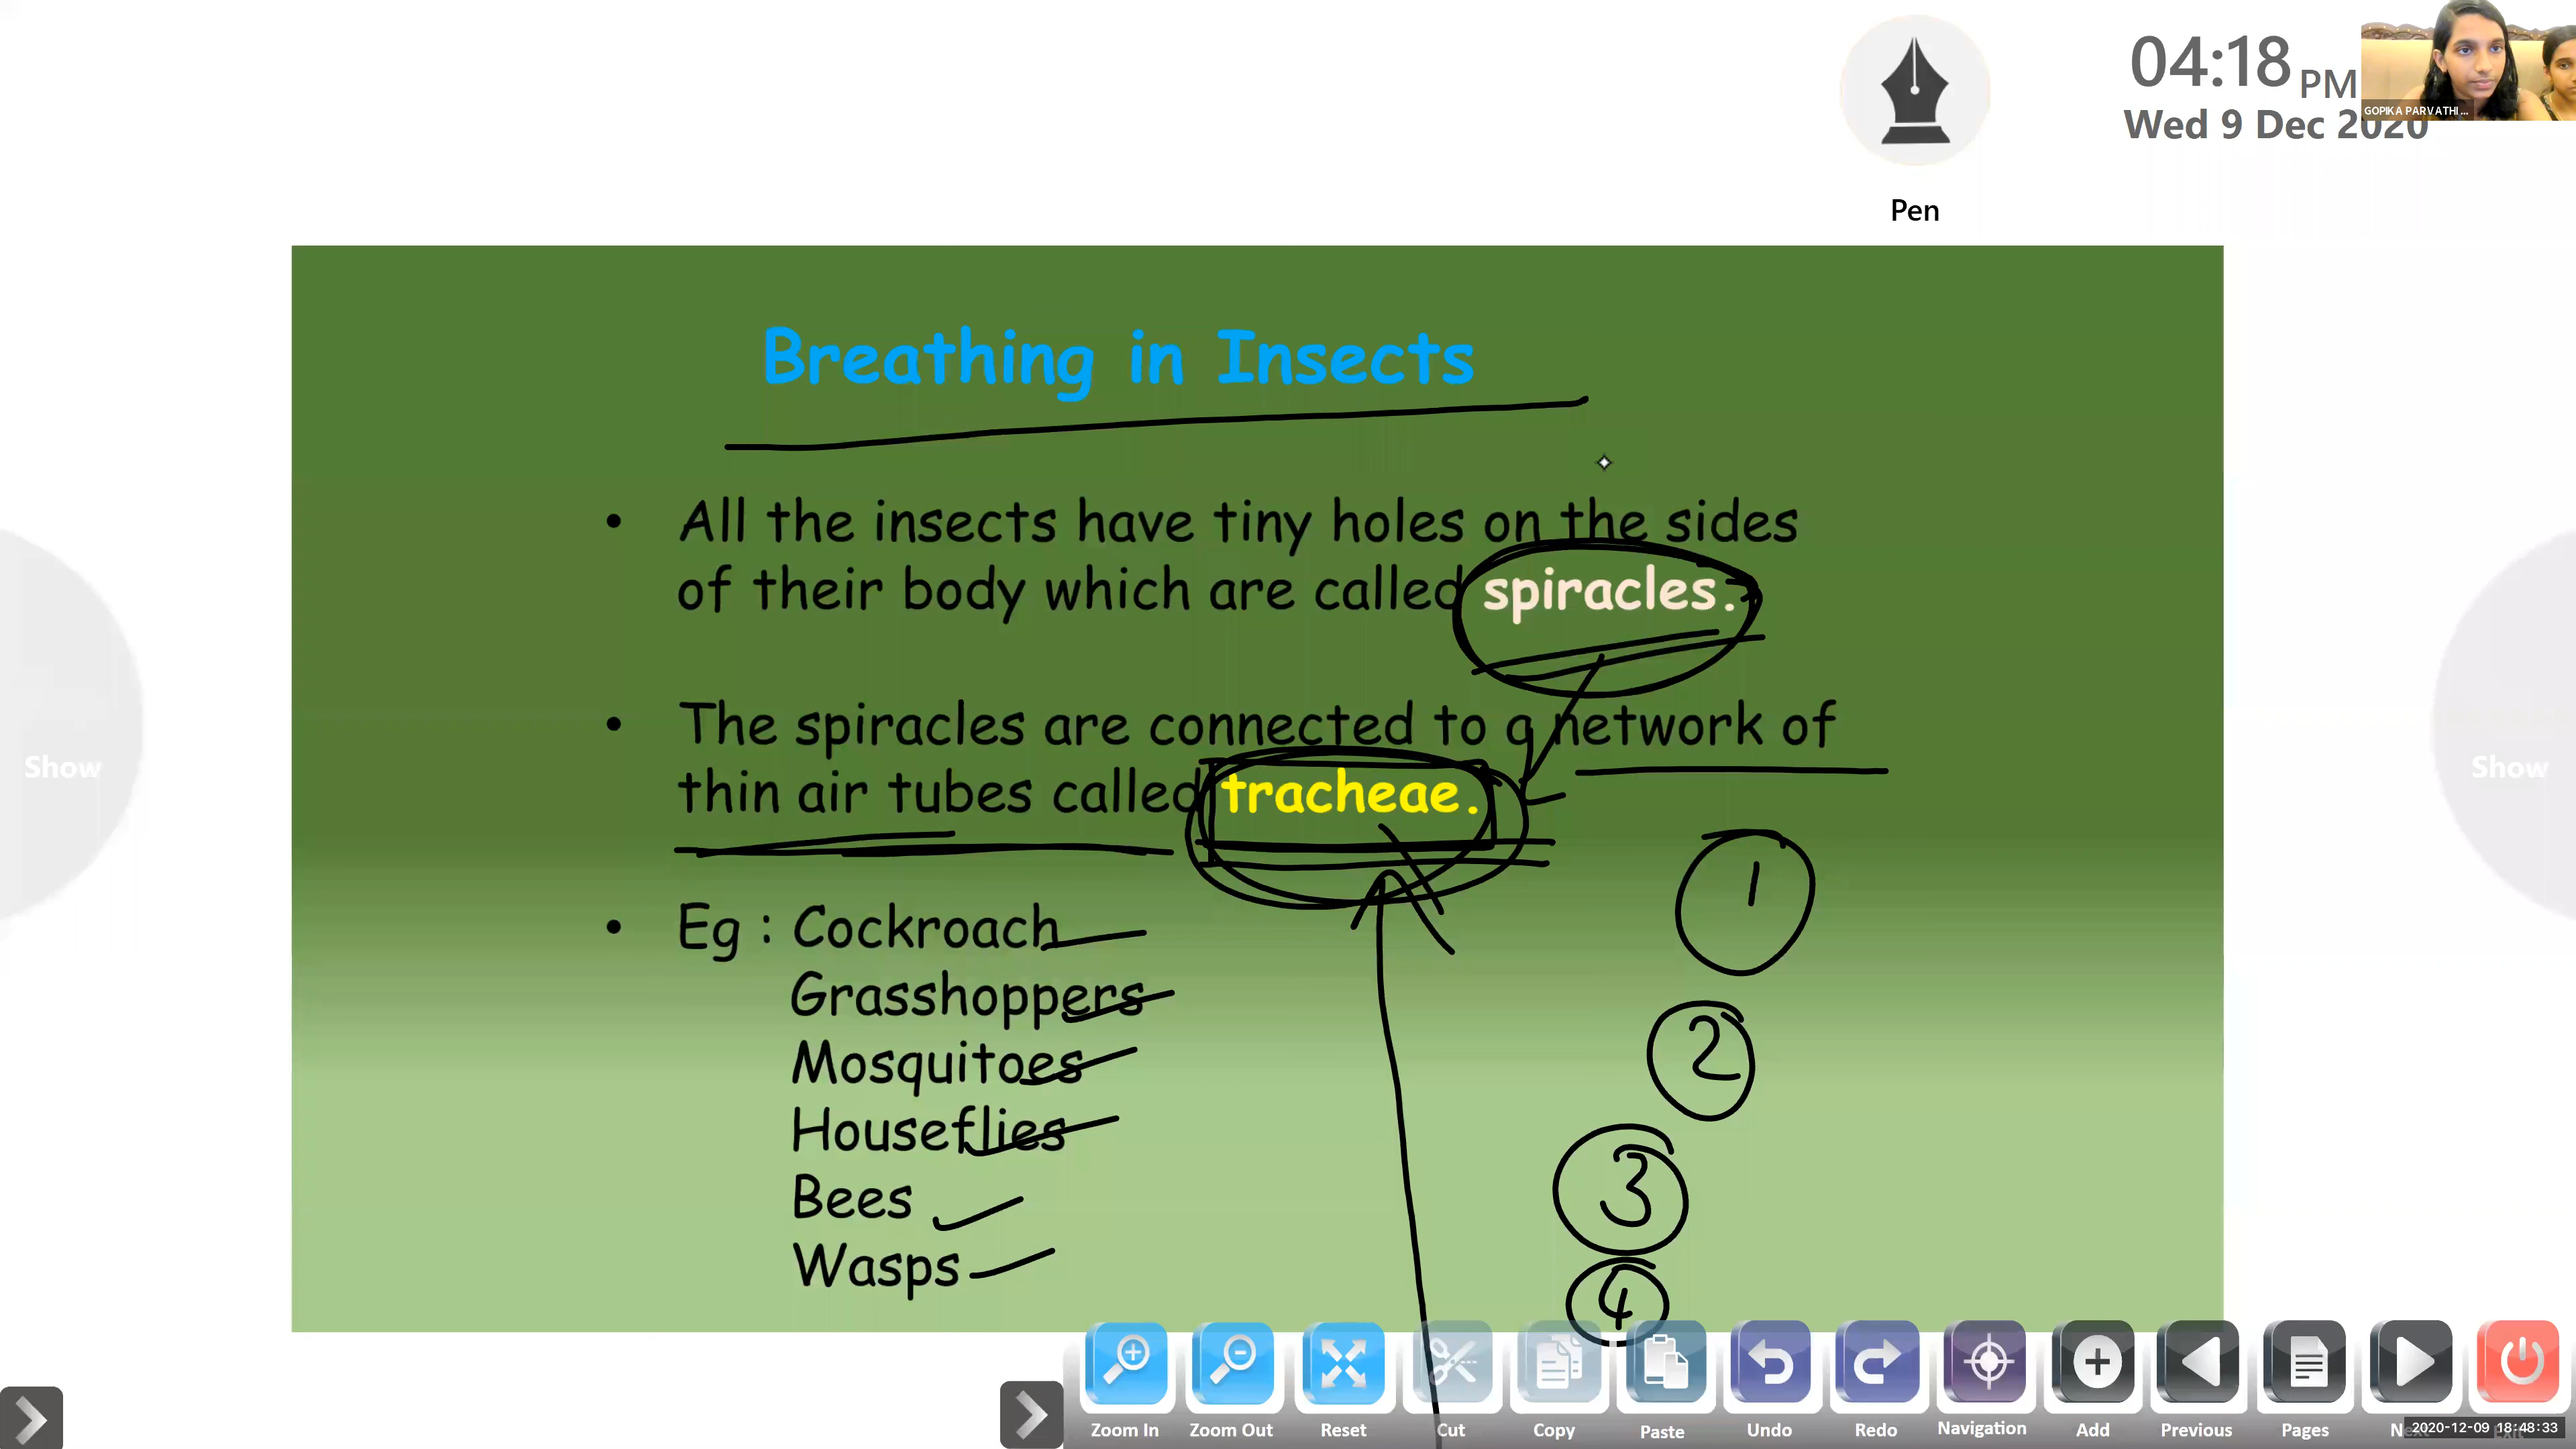 04:18 PM
Wed 9 Dec 2020
GOPIKA PARVATHI...
Pen
Breathing in Insects
• All the insects have tiny holes on the sides
of their body which are called spiracles.
• The spiracles are connected to a network of
thin air tubes called tracheae.
• Eg : Cockroach
Grasshoppers
Mosquitoes
Houseflies
Bees
Wasps
1
2
3
4
Show
Show
Zoom In Zoom Out Reset Cut Copy Paste Undo Redo Navigation Add Previous Pages
2020-12-09 18:48:33